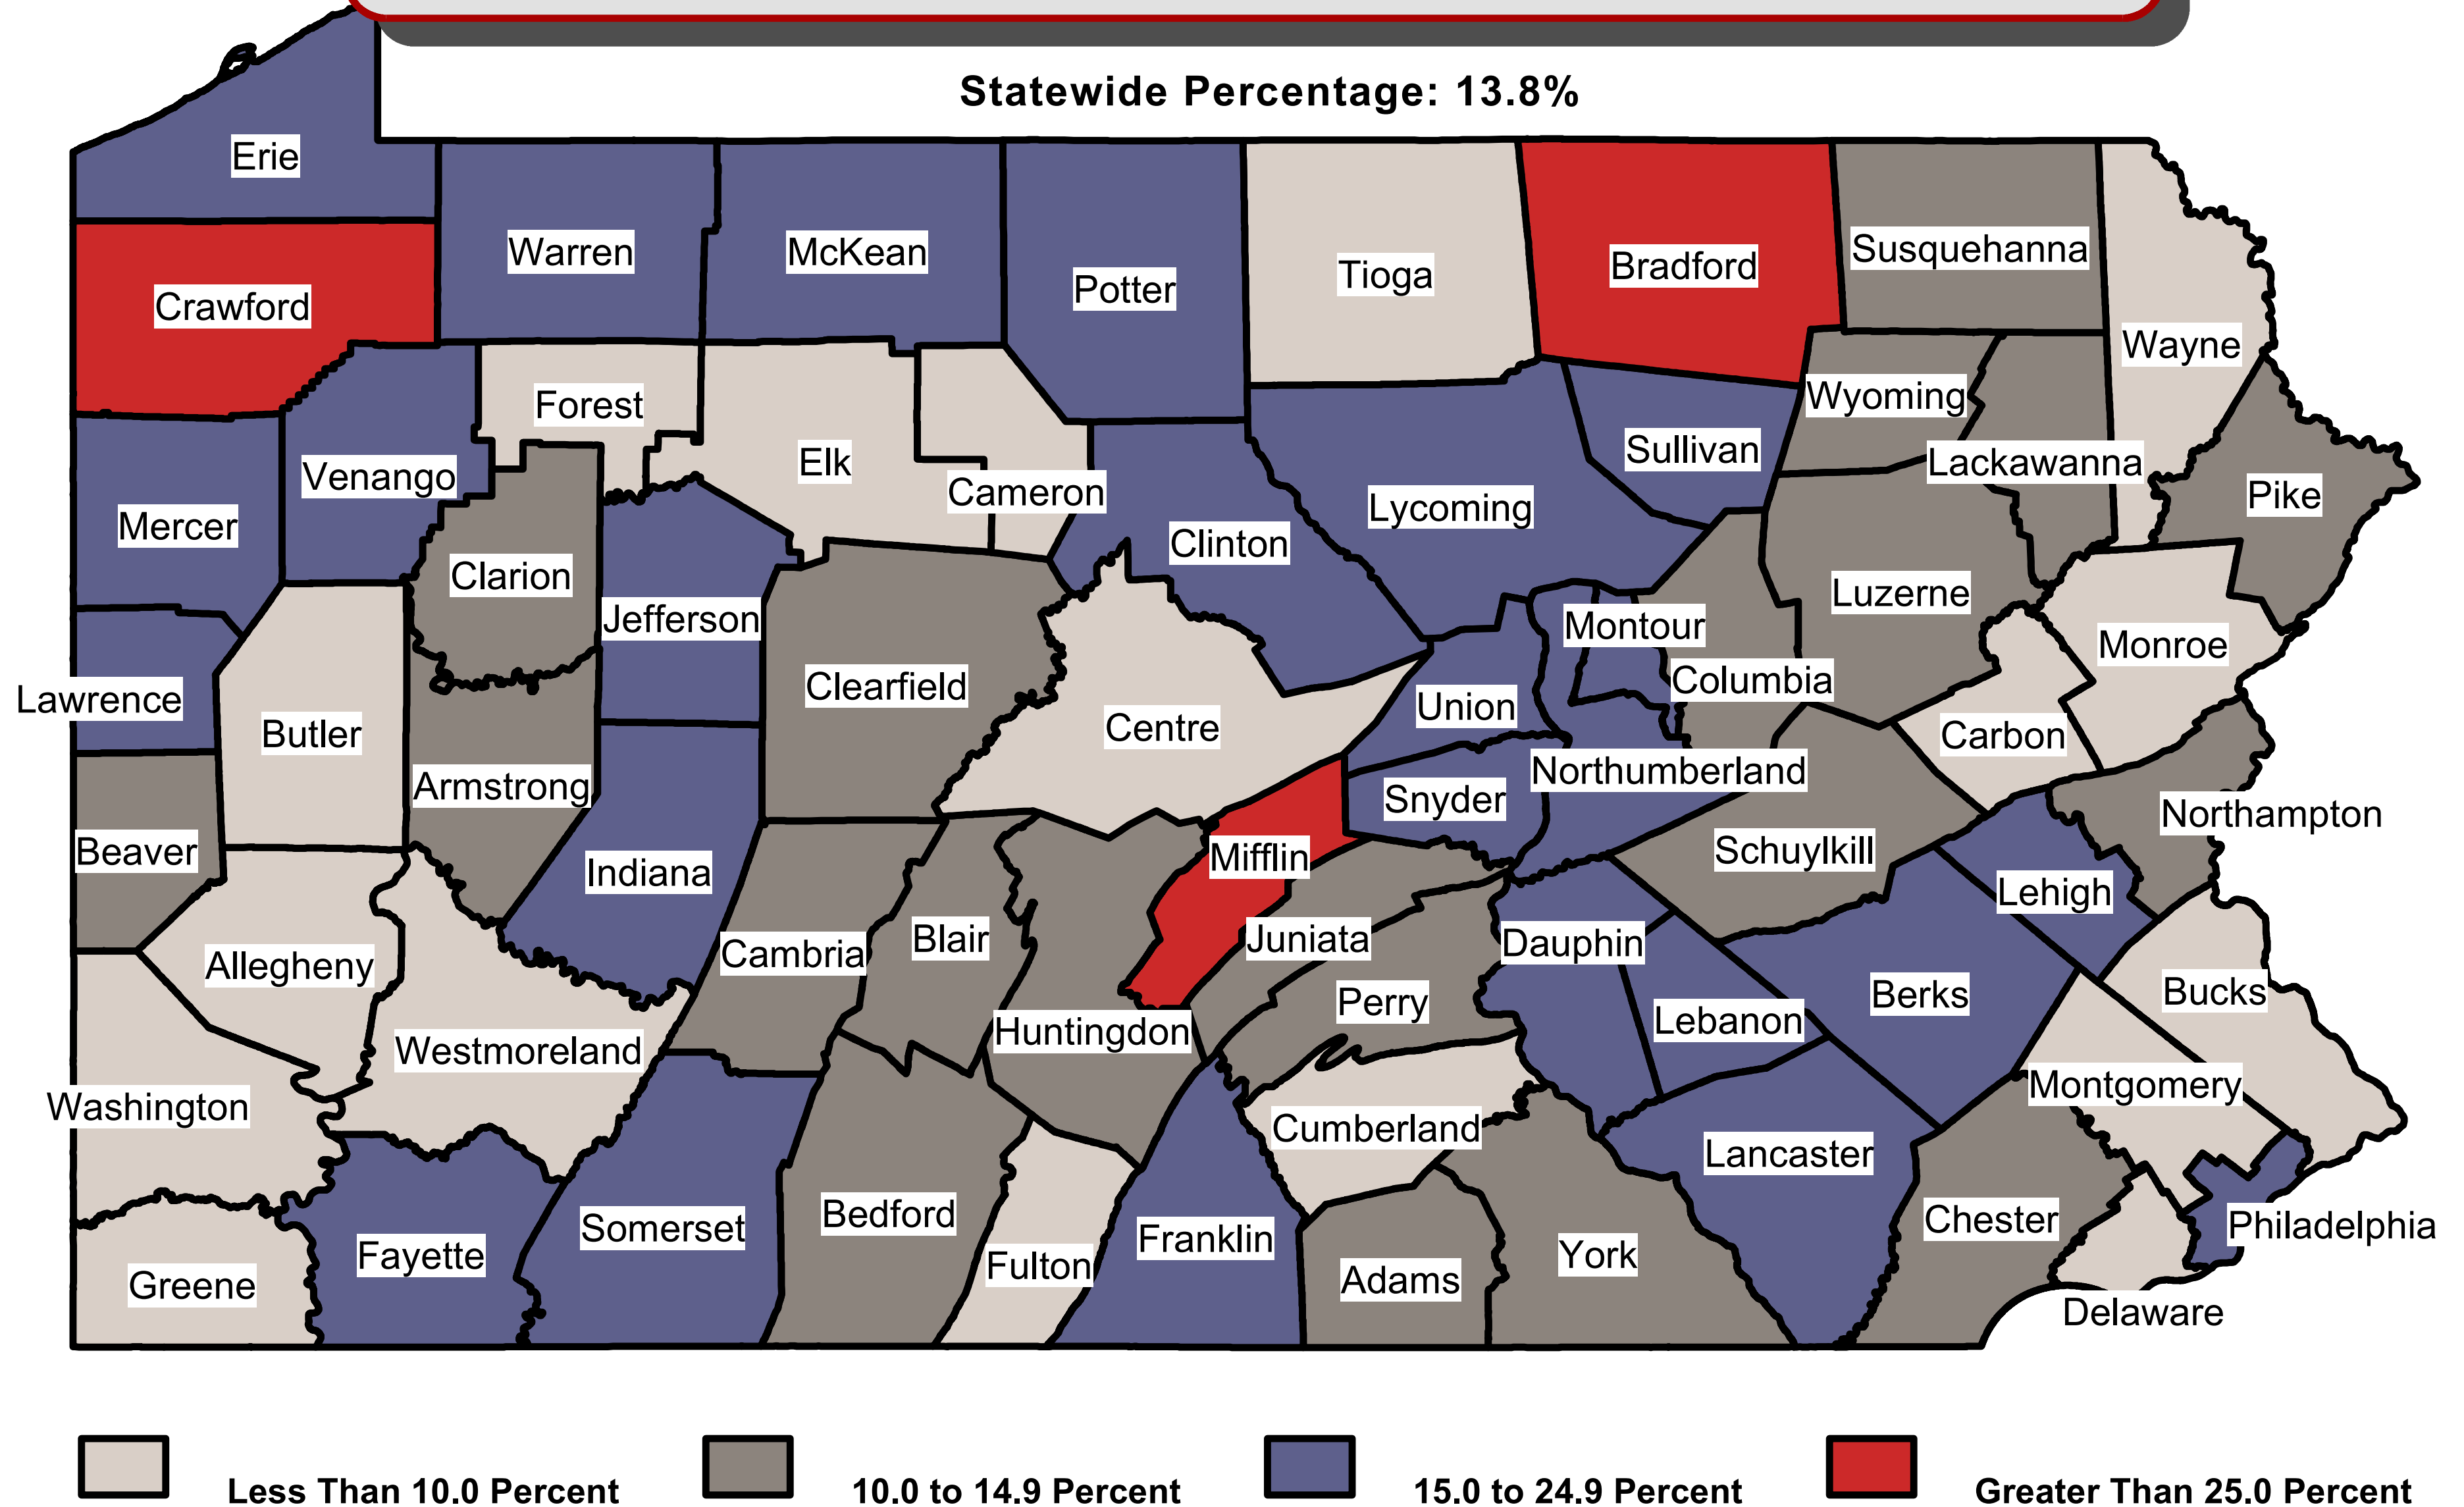 Statewide Percentage: 13.8%
Erie
Warren
McKean
Potter
Tioga
Bradford
Susquehanna
Crawford
Wayne
Forest
Wyoming
Venango
Elk
Cameron
Sullivan
Lackawanna
Pike
Mercer
Lycoming
Clinton
Clarion
Luzerne
Jefferson
Montour
Monroe
Lawrence
Clearfield
Columbia
Butler
Centre
Union
Carbon
Armstrong
Northumberland
Snyder
Northampton
Beaver
Mifflin
Schuylkill
Indiana
Lehigh
Allegheny
Cambria
Blair
Juniata
Dauphin
Berks
Bucks
Perry
Huntingdon
Lebanon
Westmoreland
Washington
Montgomery
Cumberland
Lancaster
Greene
Fayette
Somerset
Bedford
Fulton
Franklin
Adams
York
Chester
Philadelphia
Delaware
Less Than 10.0 Percent
10.0 to 14.9 Percent
15.0 to 24.9 Percent
Greater Than 25.0 Percent